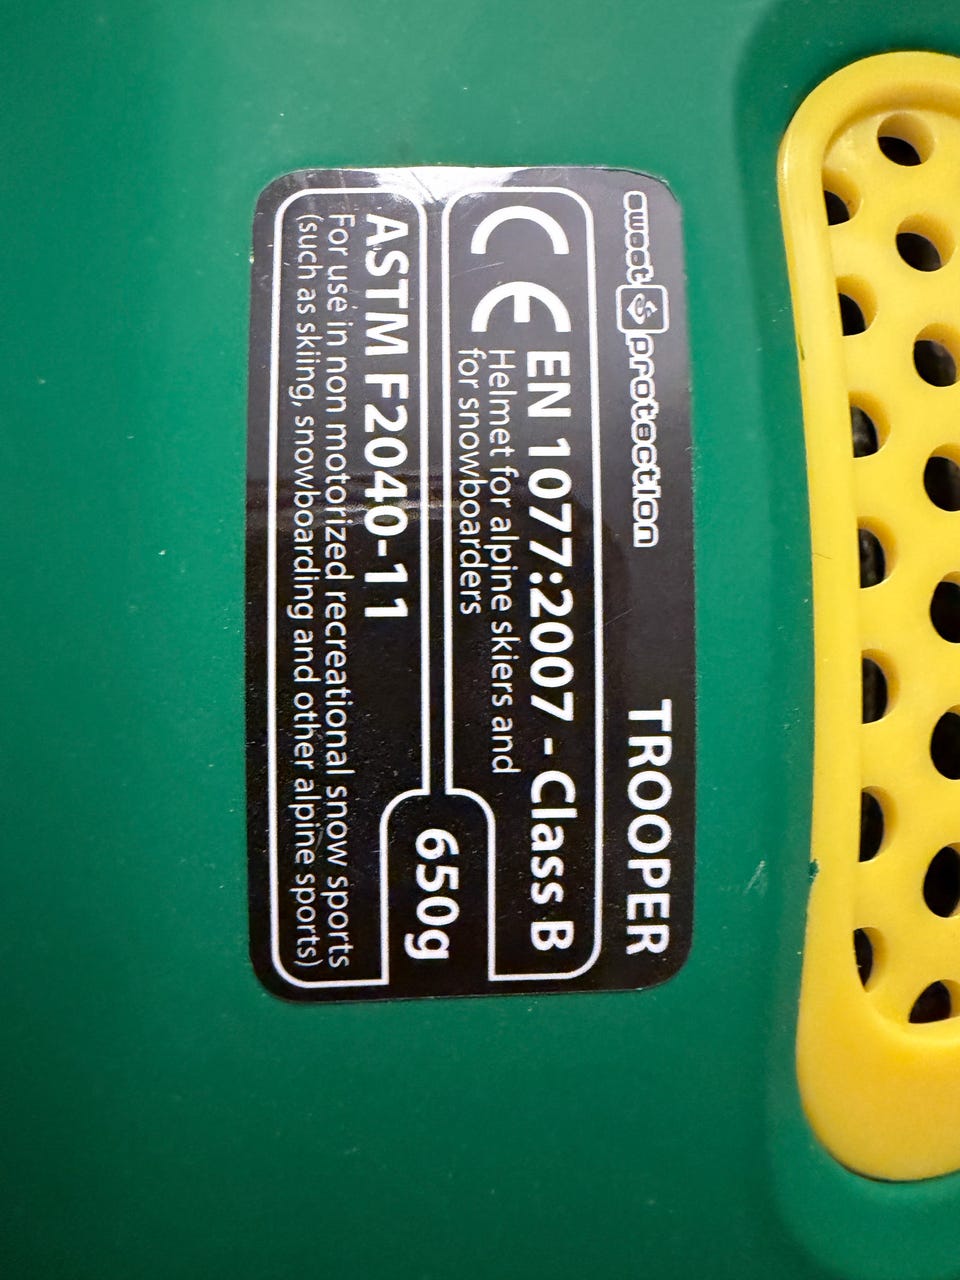 sweet protection TROOPER
CE EN 1077:2007 - Class B
Helmet for alpine skiers and
for snowboarders
650g
ASTM F2040-11
For use in non motorized recreational snow sports
(such as skiing, snowboarding and other alpine sports)